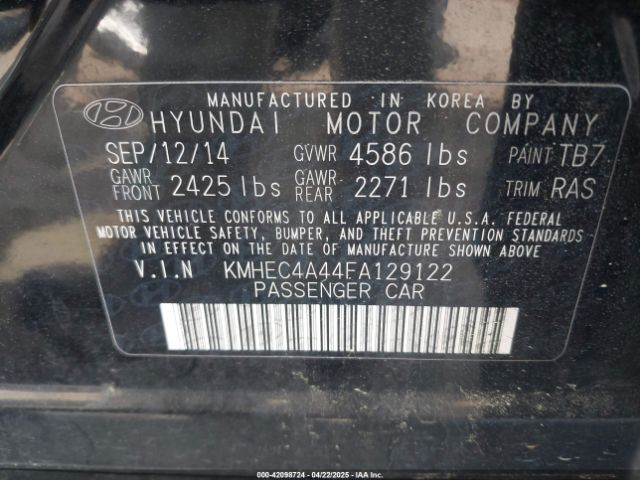 MANUFACTURED IN KOREA BY
HYUNDAI MOTOR COMPANY
SEP/12/14 GVWR 4586 lbs PAINT TB7
GAWR FRONT 2425 lbs GAWR REAR 2271 lbs TRIM RAS
THIS VEHICLE CONFORMS TO ALL APPLICABLE U.S.A. FEDERAL
MOTOR VEHICLE SAFETY, BUMPER, AND THEFT PREVENTION STANDARDS
IN EFFECT ON THE DATE OF MANUFACTURE SHOWN ABOVE
V.I.N KMHEC4A44FA129122
PASSENGER CAR
000-42098724 - 04/22/2025 - IAAI.COM